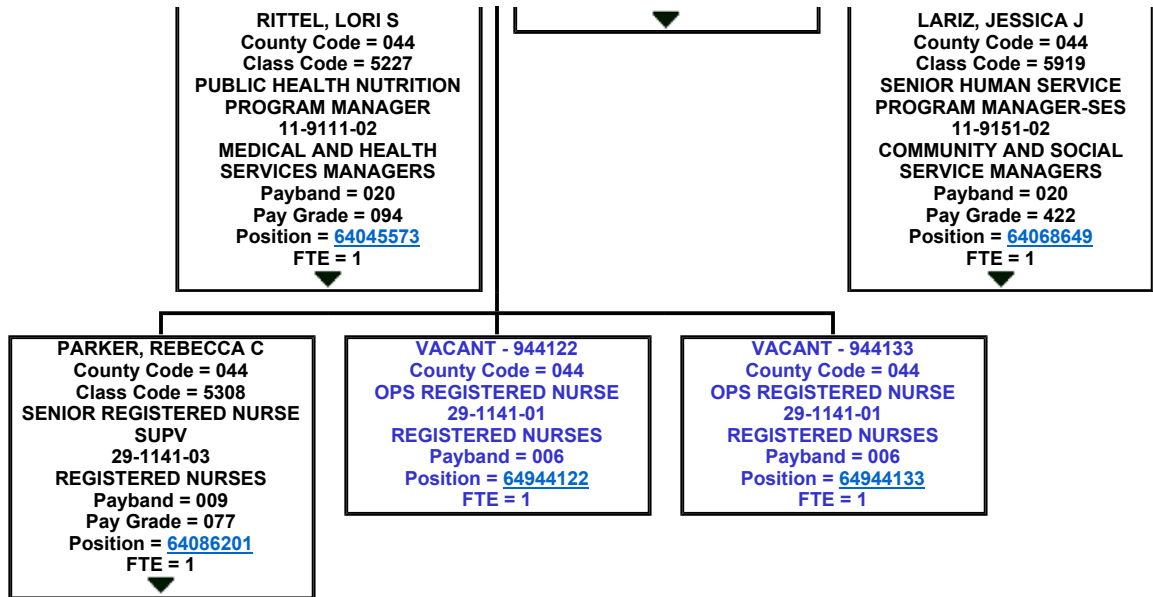 RITTEL, LORI S
County Code = 044
Class Code = 5227
PUBLIC HEALTH NUTRITION
PROGRAM MANAGER
11-9111-02
MEDICAL AND HEALTH
SERVICES MANAGERS
Payband = 020
Pay Grade = 094
Position = 64045573
FTE = 1
LARIZ, JESSICA J
County Code = 044
Class Code = 5919
SENIOR HUMAN SERVICE
PROGRAM MANAGER-SES
11-9151-02
COMMUNITY AND SOCIAL
SERVICE MANAGERS
Payband = 020
Pay Grade = 422
Position = 64068649
FTE = 1
PARKER, REBECCA C
County Code = 044
Class Code = 5308
SENIOR REGISTERED NURSE
SUPV
29-1141-03
REGISTERED NURSES
Payband = 009
Pay Grade = 077
Position = 64086201
FTE = 1
VACANT - 944122
County Code = 044
OPS REGISTERED NURSE
29-1141-01
REGISTERED NURSES
Payband = 006
Position = 64944122
FTE = 1
VACANT - 944133
County Code = 044
OPS REGISTERED NURSE
29-1141-01
REGISTERED NURSES
Payband = 006
Position = 64944133
FTE = 1